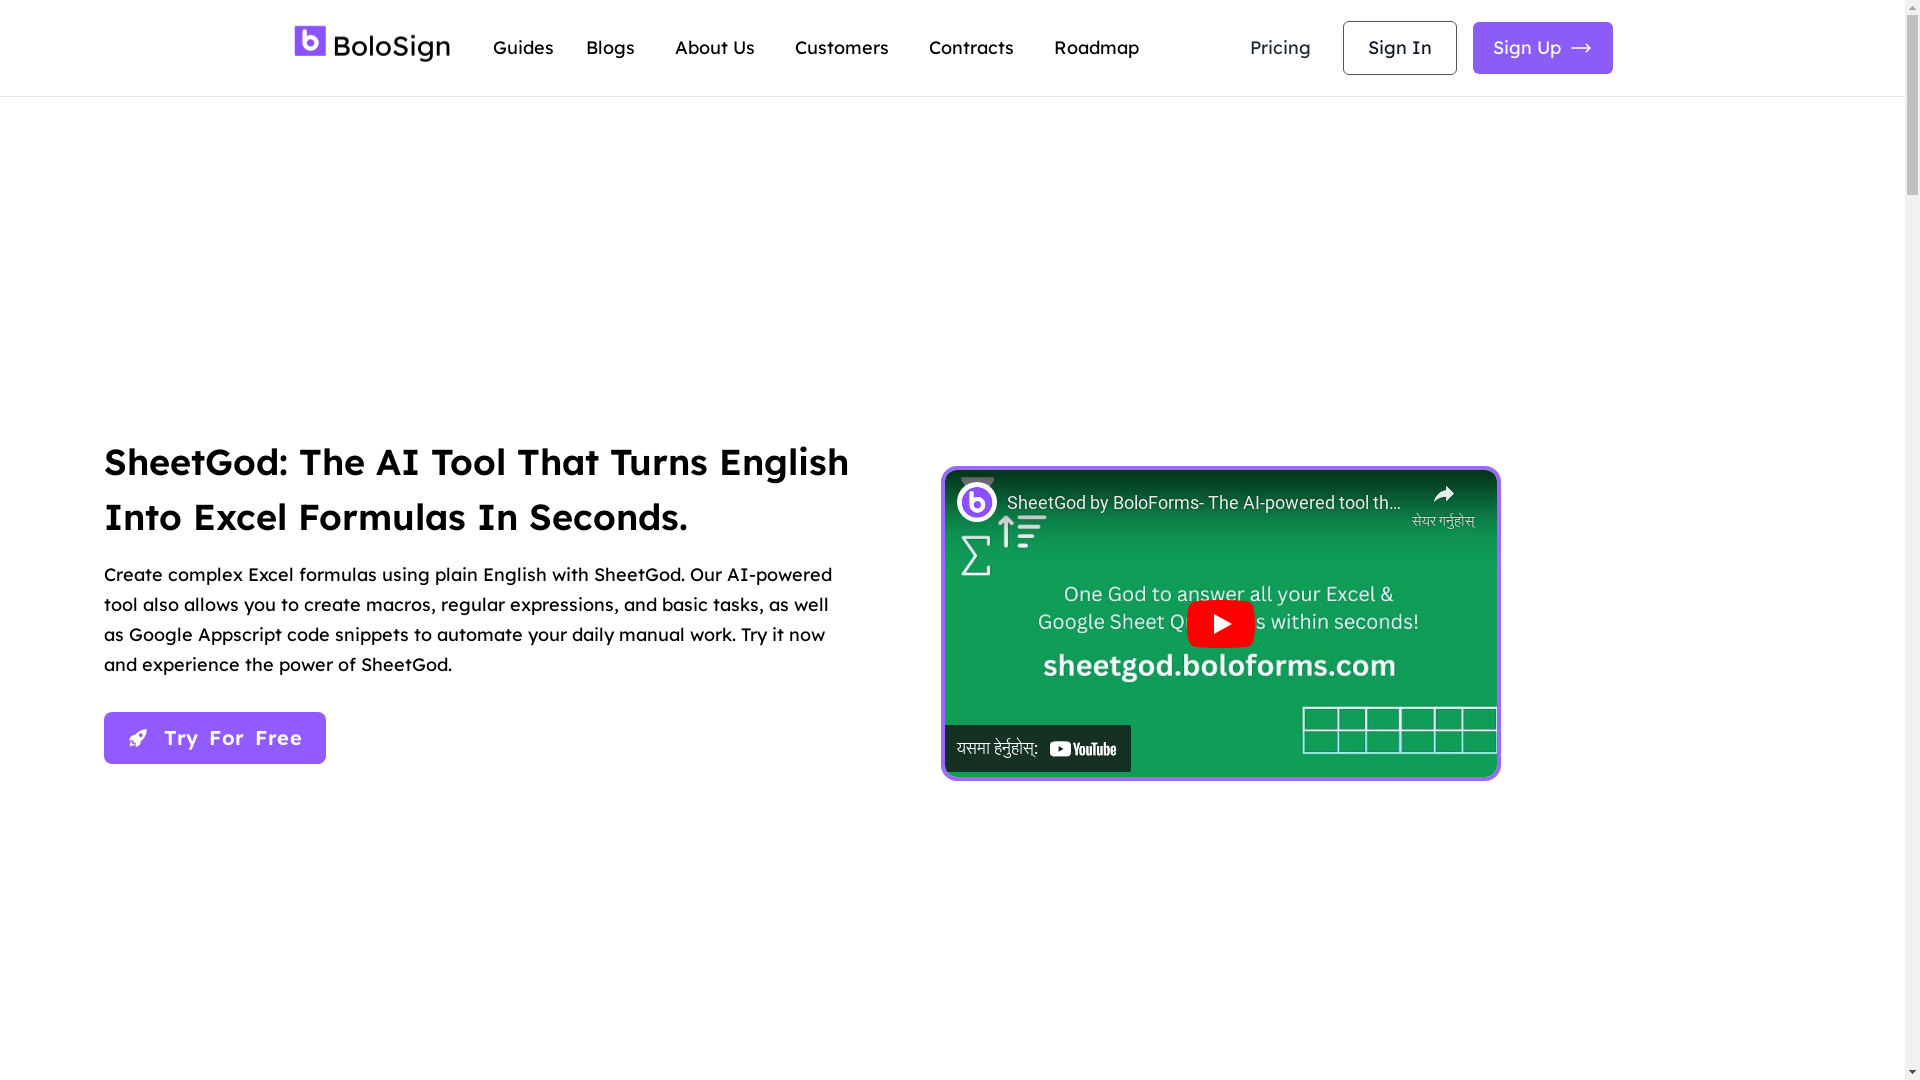 BoloSign
Guides
Blogs
About Us
Customers
Contracts
Roadmap
Pricing
Sign In
Sign Up
SheetGod: The AI Tool That Turns English
Into Excel Formulas In Seconds.
Create complex Excel formulas using plain English with SheetGod. Our AI-powered
tool also allows you to create macros, regular expressions, and basic tasks, as well
as Google Appscript code snippets to automate your daily manual work. Try it now
and experience the power of SheetGod.
Try For Free
SheetGod by BoloForms- The AI-powered tool th...
सेयर गर्नुहोस्
One God to answer all your Excel &
Google Sheet Q s within seconds!
sheetgod.boloforms.com
यसमा हेर्नुहोस्: YouTube